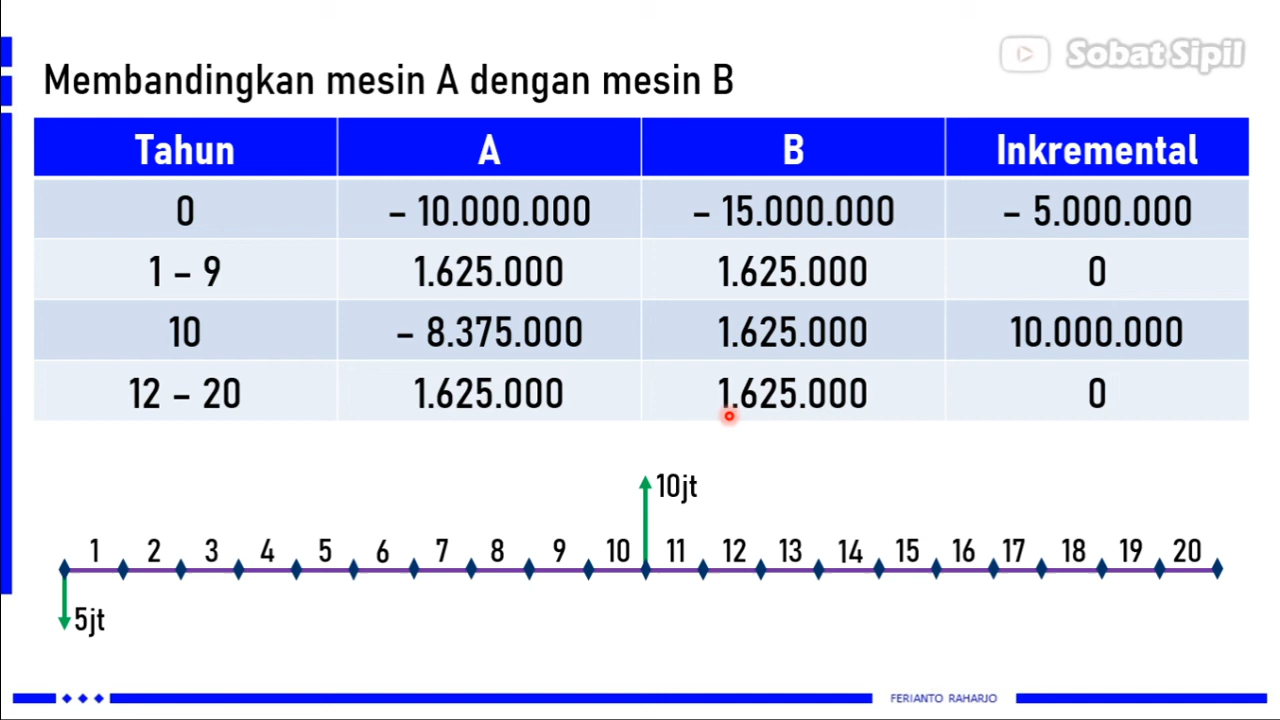 Sobat Sipil
Membandingkan mesin A dengan mesin B
Tahun A B Inkremental
0 – 10.000.000 – 15.000.000 – 5.000.000
1 – 9 1.625.000 1.625.000 0
10 – 8.375.000 1.625.000 10.000.000
12 – 20 1.625.000 1.625.000 0
10jt
1 2 3 4 5 6 7 8 9 10 11 12 13 14 15 16 17 18 19 20
5jt
FERIANTO RAHARJO